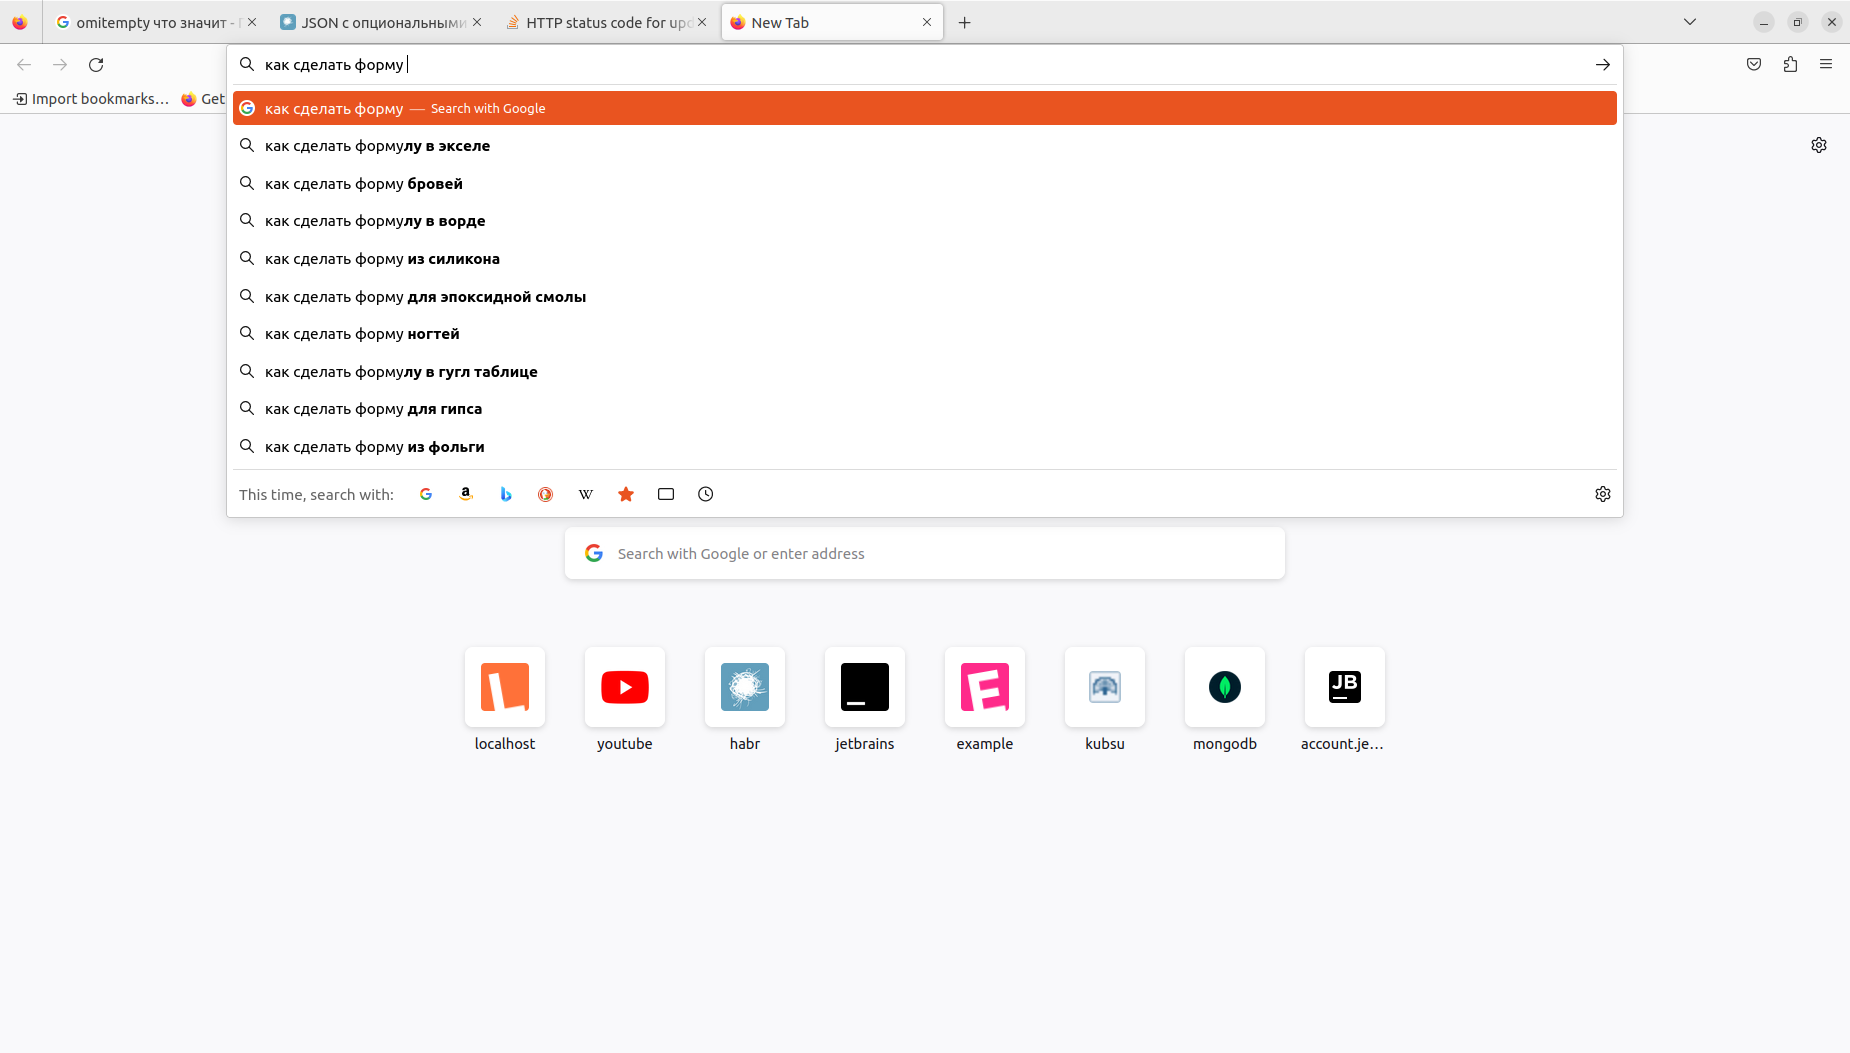 omitempty что значит -
JSON с опциональными
HTTP status code for upd
New Tab
как сделать форму
Import bookmarks…
Get
как сделать форму — Search with Google
как сделать формулу в экселе
как сделать форму бровей
как сделать формулу в ворде
как сделать форму из силикона
как сделать форму для эпоксидной смолы
как сделать форму ногтей
как сделать формулу в гугл таблице
как сделать форму для гипса
как сделать форму из фольги
This time, search with:
Search with Google or enter address
localhost
youtube
habr
jetbrains
example
kubsu
mongodb
account.je…